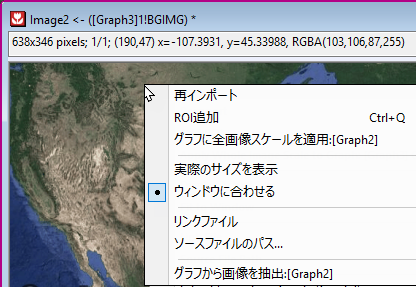 Image2 <- ([Graph3]1!BGIMG) *
638x346 pixels; 1/1; (190,47) x=-107.3931, y=45.33988, RGBA(103,106,87,255)
再インポート
ROI追加 Ctrl+Q
グラフに全画像スケールを適用:[Graph2]
実際のサイズを表示
ウィンドウに合わせる
リンクファイル
ソースファイルのパス...
グラフから画像を抽出:[Graph2]